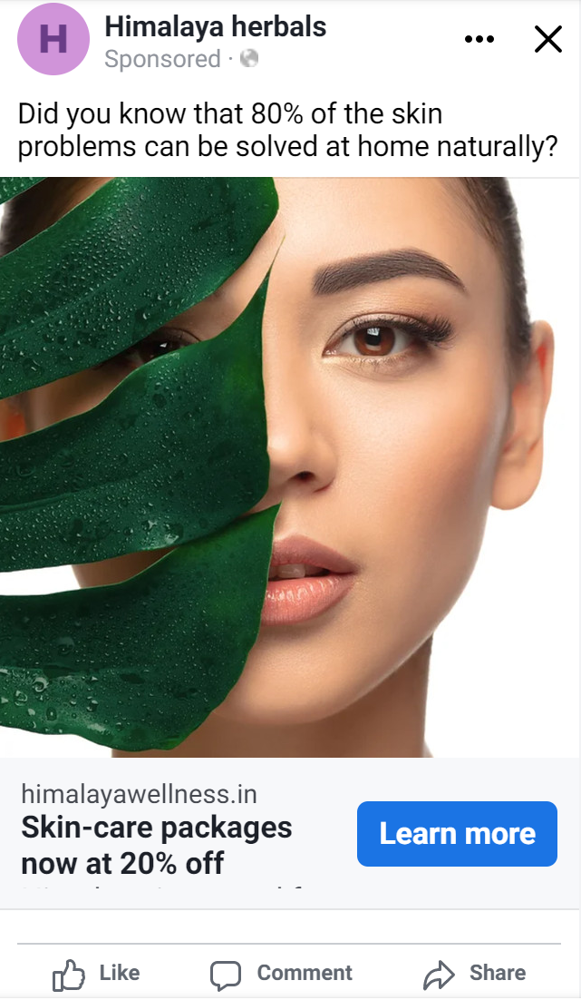 H
Himalaya herbals
Sponsored ·
Did you know that 80% of the skin
problems can be solved at home naturally?
himalayawellness.in
Skin-care packages
now at 20% off
Learn more
Like
Comment
Share